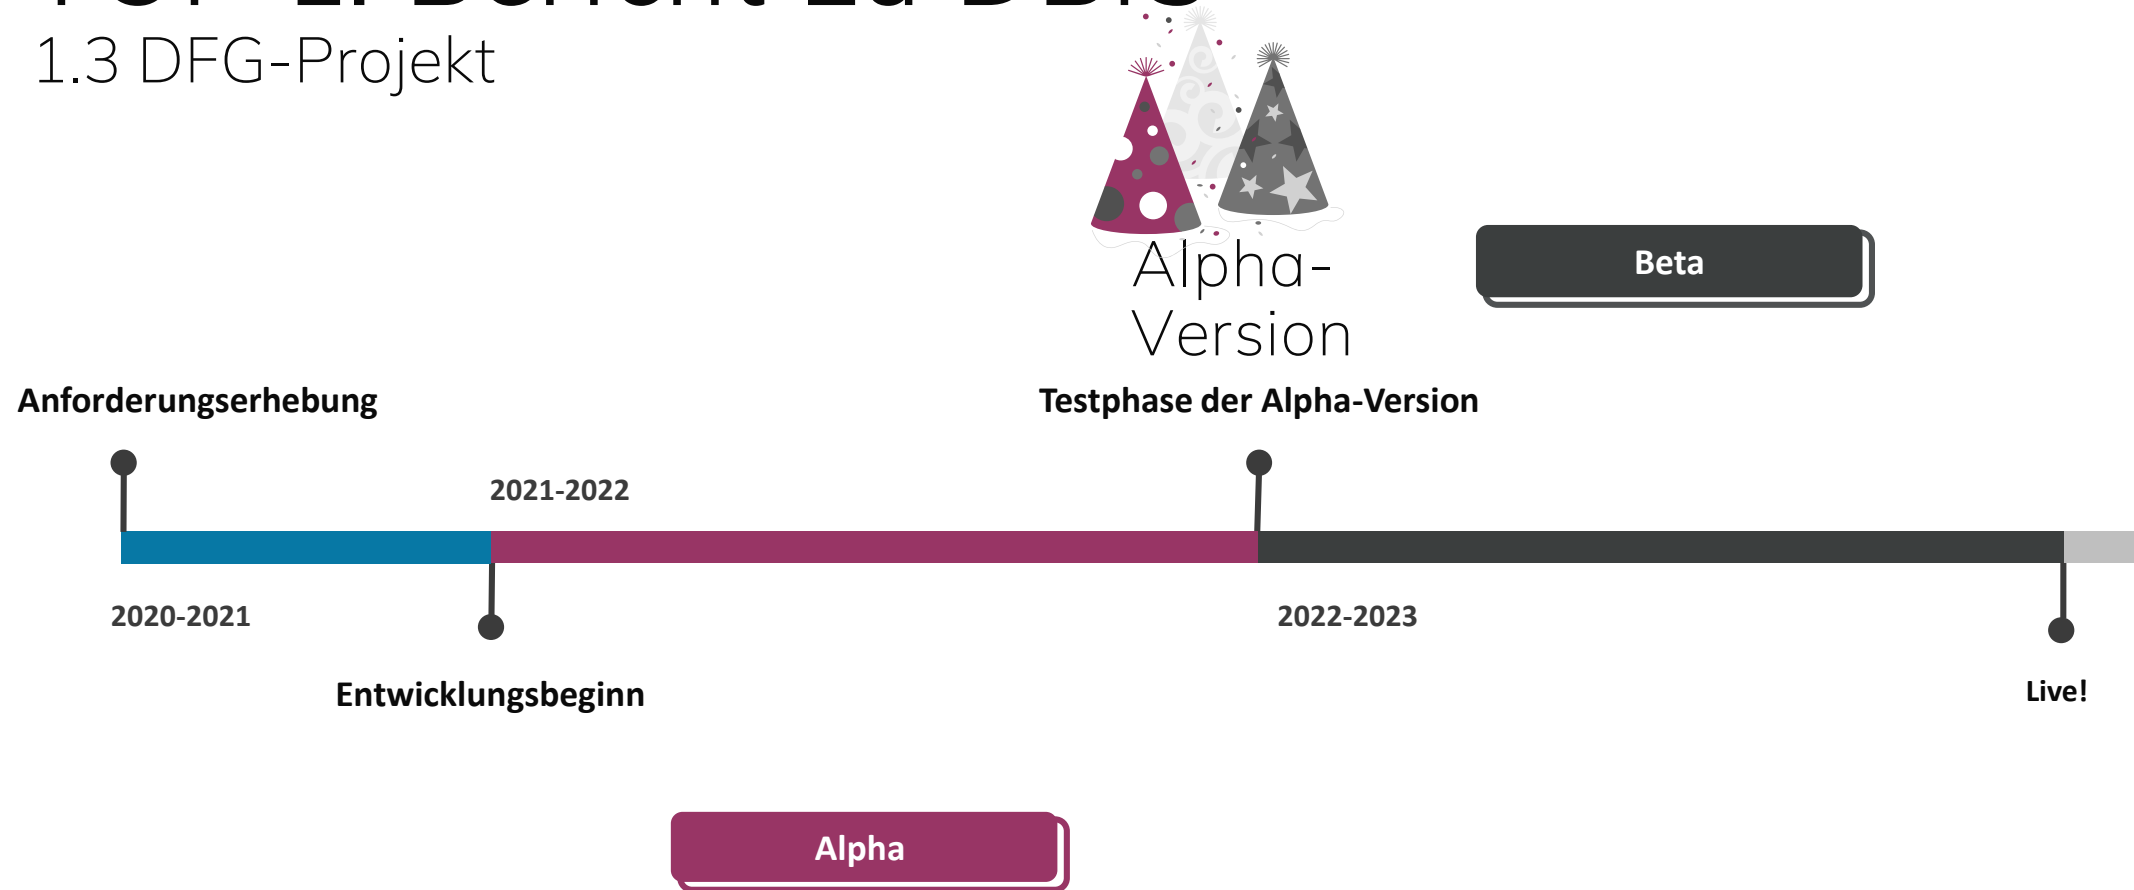 1.3 DFG-Projekt
Alpha-
Version
Beta
Anforderungserhebung
Testphase der Alpha-Version
2021-2022
2020-2021
2022-2023
Entwicklungsbeginn
Live!
Alpha